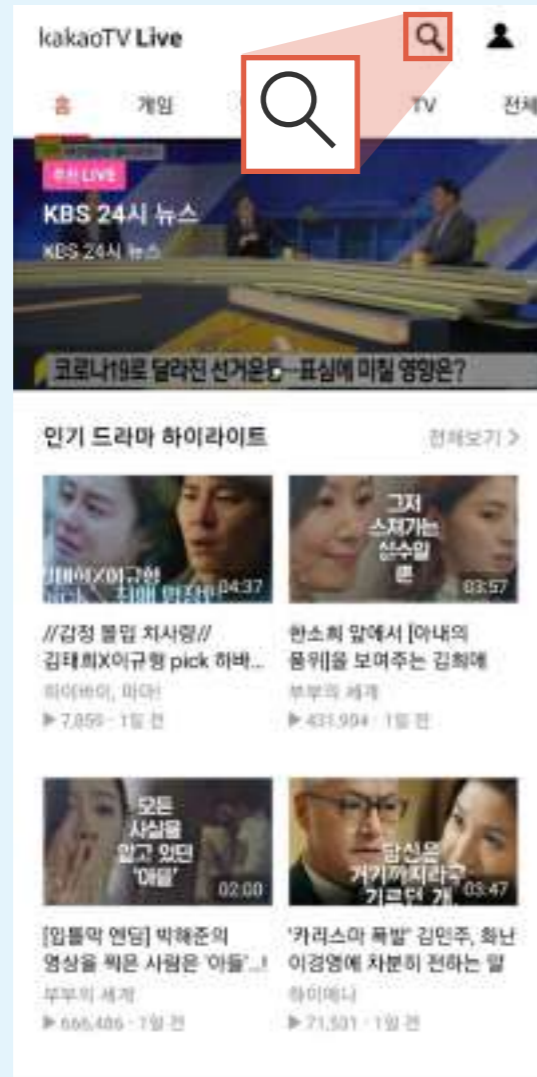 kakaoTV Live
홈 게임 TV 전체
추천 LIVE
KBS 24시 뉴스
KBS 24시 뉴스
코로나19로 달라진 선거운동…표심에 미칠 영향은?
인기 드라마 하이라이트
전체보기 >
04:37
그저
스쳐가는
실수일
뿐
03:57
//감정 몰입 치사량//
김태희X이규형 pick 하바...
하이바이, 마마!
▶ 7,859 · 1일 전
한소희 앞에서 [아내의
품위]을 보여주는 김희애
부부의 세계
▶ 431,994 · 1일 전
모든
사실을
알고 있던
'아들'
02:00
당신은
거기까지라구
기르던 개
03:47
[입틀막 엔딩] 박해준의
영상을 찍은 사람은 '아들'...!
부부의 세계
▶ 666,486 · 1일 전
'카리스마 폭발' 김민주, 화난
이경영에 차분히 전하는 말
하이에나
▶ 71,531 · 1일 전